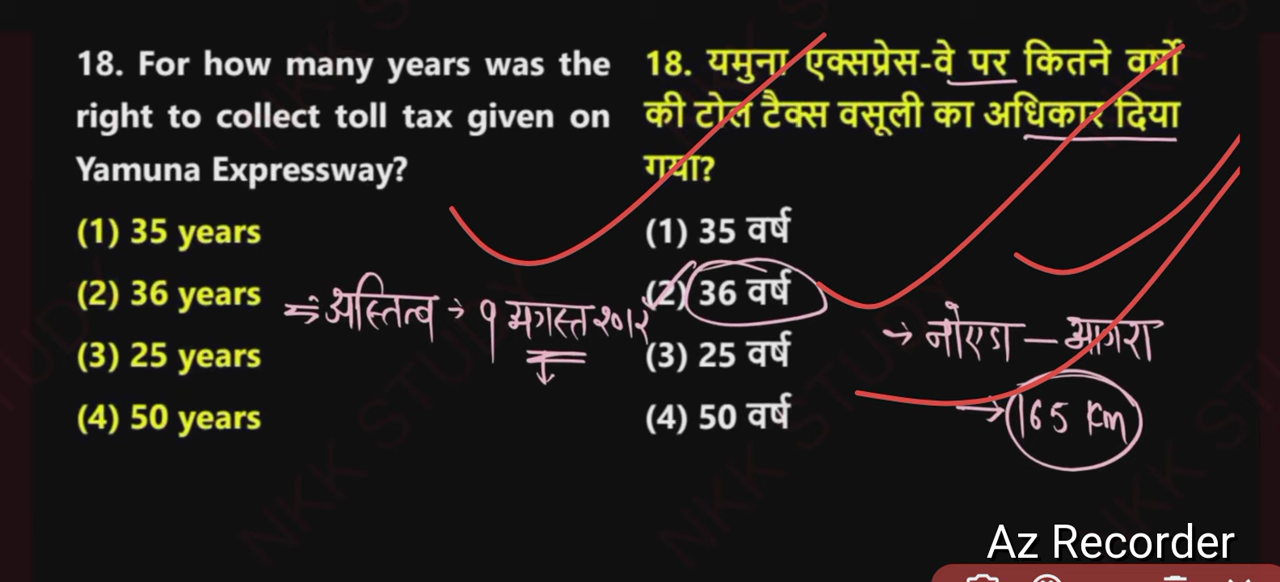 18. For how many years was the
right to collect toll tax given on
Yamuna Expressway?
(1) 35 years
(2) 36 years
(3) 25 years
(4) 50 years
18. यमुना एक्सप्रेस-वे पर कितने वर्षों
की टोल टैक्स वसूली का अधिकार दिया
गया?
(1) 35 वर्ष
(2) 36 वर्ष
(3) 25 वर्ष
(4) 50 वर्ष
⇒ अस्तित्व → 9 अगस्त २०१२
→ नोएडा – आगरा
→ 165 Km
Az Recorder